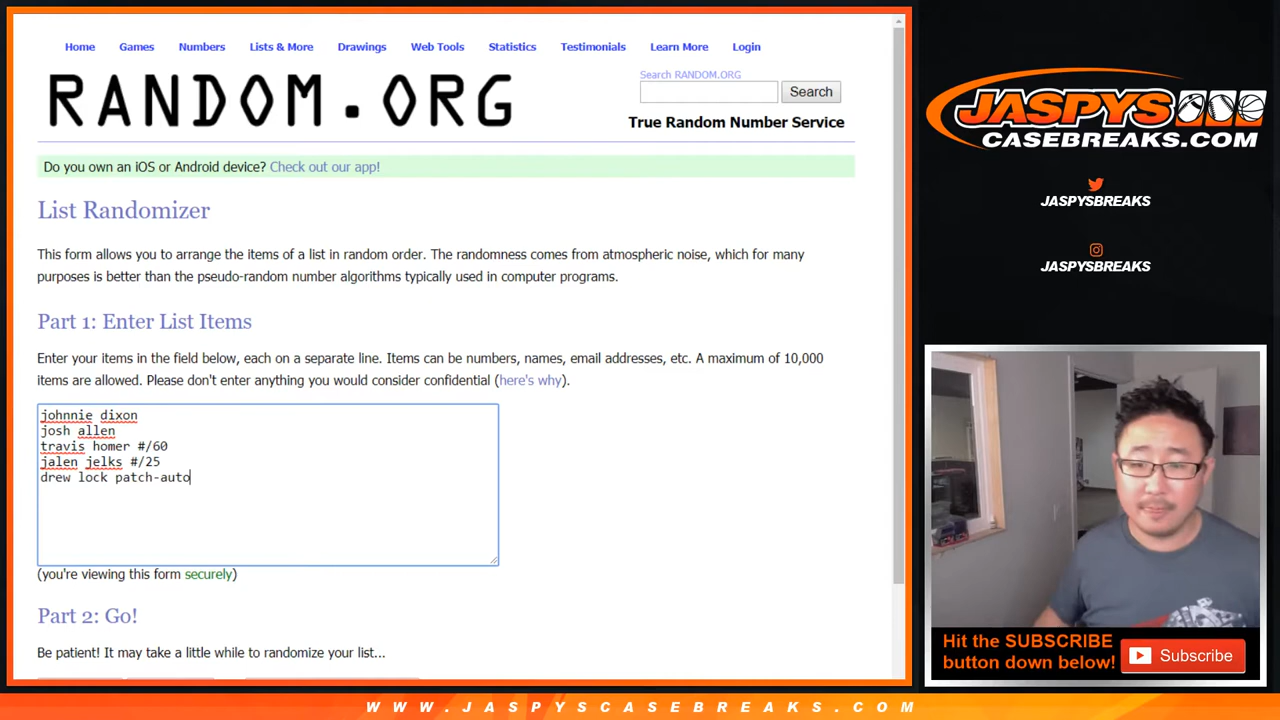 Home Games Numbers Lists & More Drawings Web Tools Statistics Testimonials Learn More Login
RANDOM.ORG
Search RANDOM.ORG
Search
True Random Number Service
Do you own an iOS or Android device? Check out our app!
List Randomizer
This form allows you to arrange the items of a list in random order. The randomness comes from atmospheric noise, which for many
purposes is better than the pseudo-random number algorithms typically used in computer programs.
Part 1: Enter List Items
Enter your items in the field below, each on a separate line. Items can be numbers, names, email addresses, etc. A maximum of 10,000
items are allowed. Please don't enter anything you would consider confidential (here's why).
johnnie dixon
josh allen
travis homer #/60
jalen jelks #/25
drew lock patch-auto
(you're viewing this form securely)
Part 2: Go!
Be patient! It may take a little while to randomize your list...
JASPYS
CASEBREAKS.COM
JASPYSBREAKS
JASPYSBREAKS
Hit the SUBSCRIBE
button down below!
Subscribe
WWW.JASPYSCASEBREAKS.COM